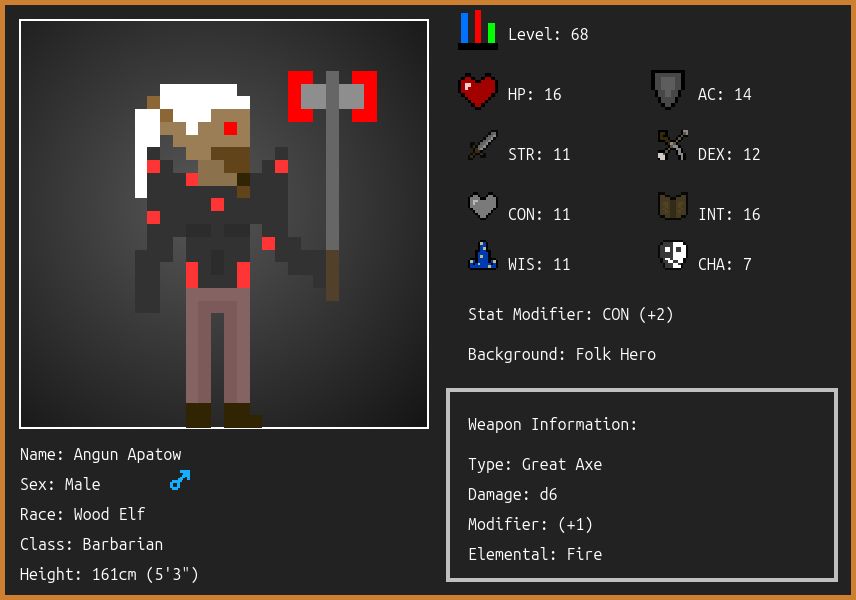 Level: 68
HP: 16
AC: 14
STR: 11
DEX: 12
CON: 11
INT: 16
WIS: 11
CHA: 7
Stat Modifier: CON (+2)
Background: Folk Hero
Weapon Information:
Type: Great Axe
Damage: d6
Modifier: (+1)
Elemental: Fire
Name: Angun Apatow
Sex: Male
Race: Wood Elf
Class: Barbarian
Height: 161cm (5'3")